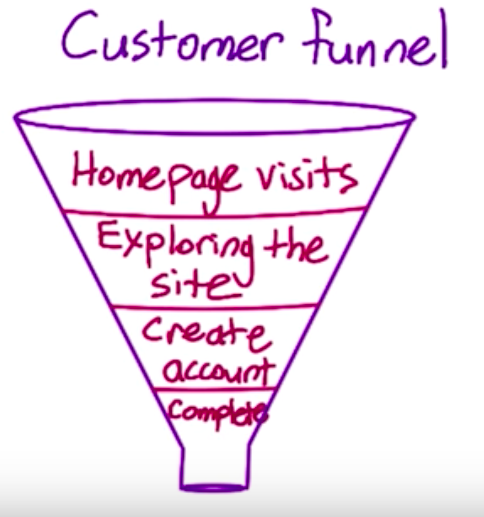 Customer funnel
Homepage visits
Exploring the
site
Create
account
Complete